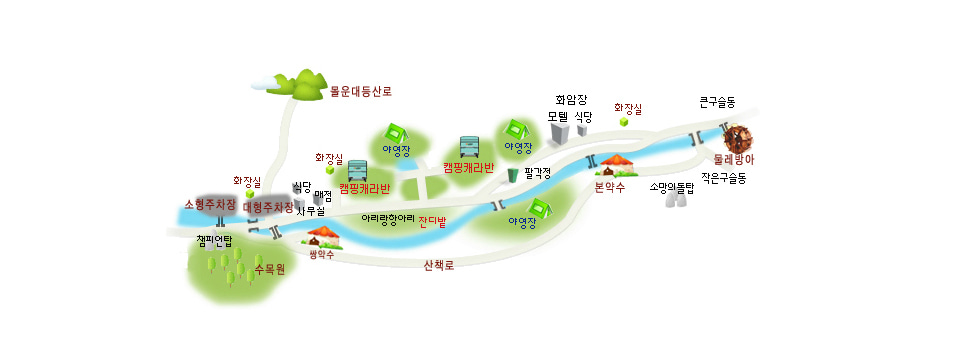 몰운대등산로
큰구슬동
화암장
모텔 식당
화장실
야영장
야영장
물레방아
화장실
캠핑캐라반
팔각정
작은구슬동
화장실
식당
캠핑캐라반
본약수
소망의돌탑
매점
소형주차장
대형주차장
사무실
아리랑항아리
잔디밭
야영장
챔피언탑
쌍약수
수목원
산책로